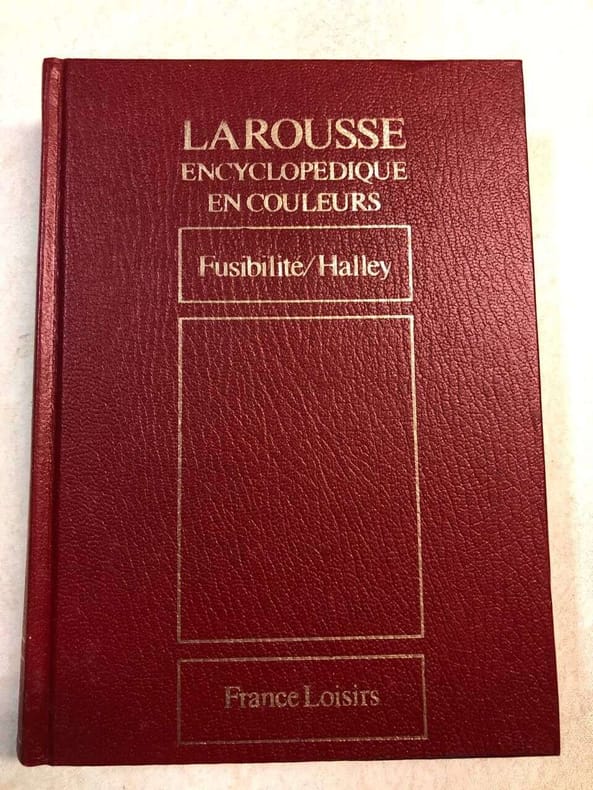 LAROUSSE
ENCYCLOPEDIQUE
EN COULEURS
Fusibilité/Halley
France Loisirs